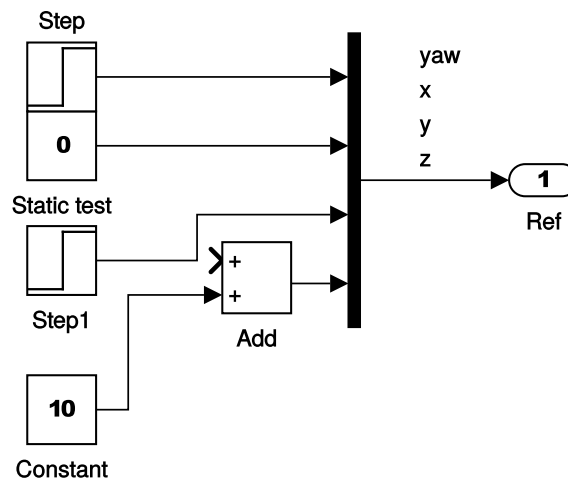 Step
0
Static test
Step1
+
+
Add
10
Constant
yaw
x
y
z
1
Ref